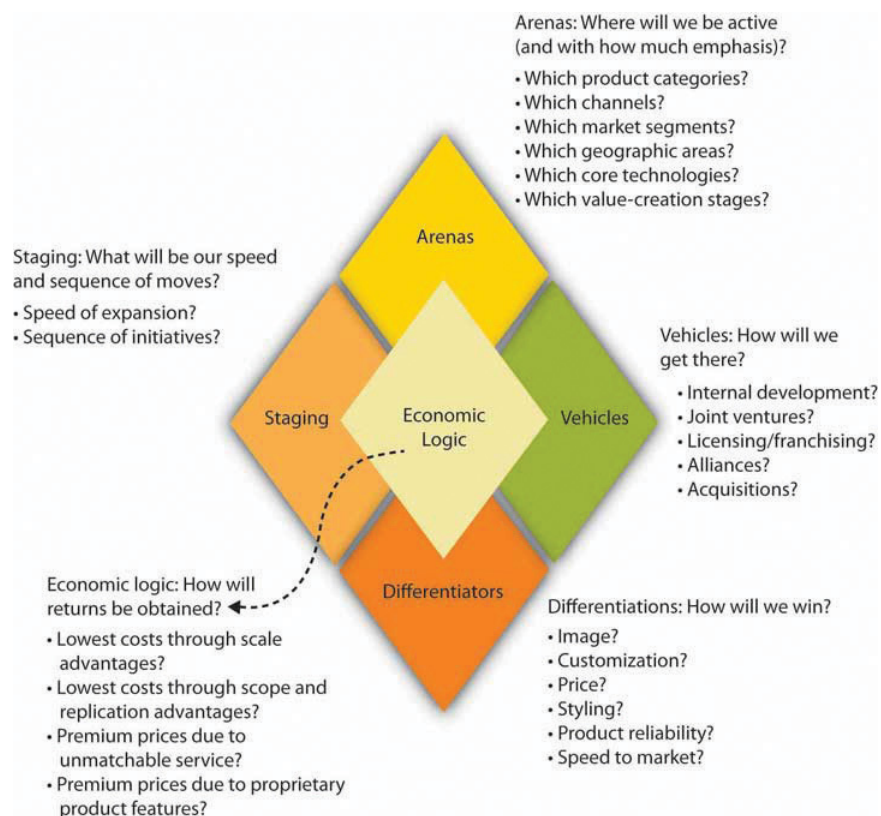 Arenas: Where will we be active
(and with how much emphasis)?
• Which product categories?
• Which channels?
• Which market segments?
• Which geographic areas?
• Which core technologies?
• Which value-creation stages?
Arenas
Staging: What will be our speed
and sequence of moves?
• Speed of expansion?
• Sequence of initiatives?
Vehicles: How will we
get there?
• Internal development?
• Joint ventures?
• Licensing/franchising?
• Alliances?
• Acquisitions?
Staging
Economic
Logic
Vehicles
Differentiators
Economic logic: How will
returns be obtained?
• Lowest costs through scale
advantages?
• Lowest costs through scope and
replication advantages?
• Premium prices due to
unmatchable service?
• Premium prices due to proprietary
product features?
Differentiations: How will we win?
• Image?
• Customization?
• Price?
• Styling?
• Product reliability?
• Speed to market?